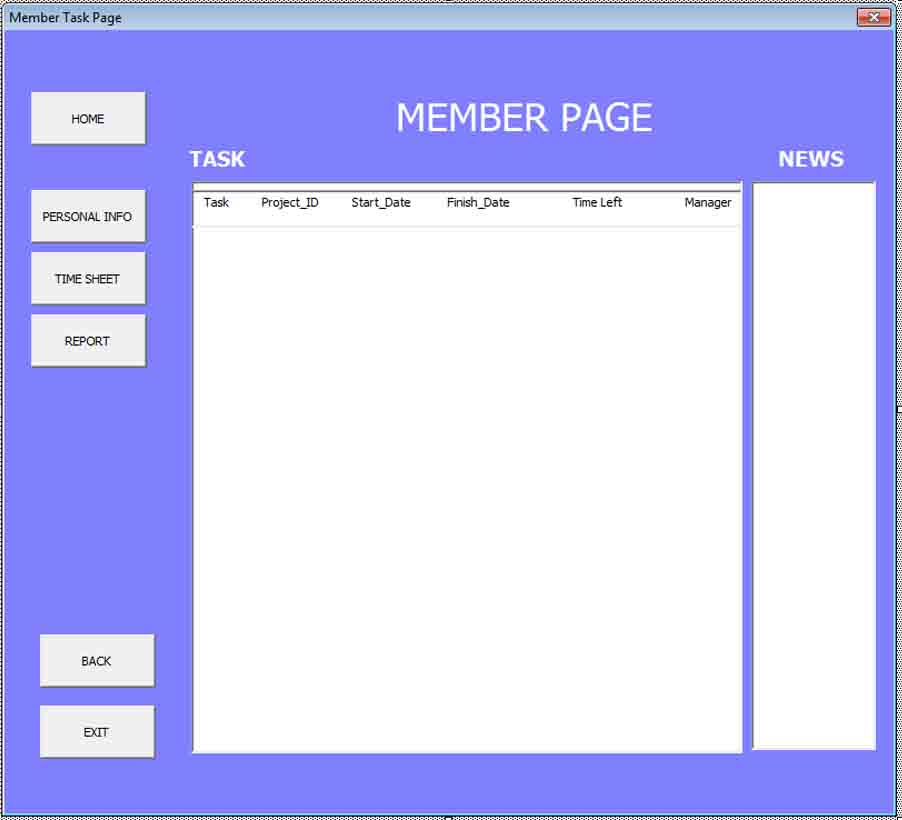 Member Task Page
HOME
MEMBER PAGE
TASK
NEWS
Task Project_ID Start_Date Finish_Date Time Left Manager
PERSONAL INFO
TIME SHEET
REPORT
BACK
EXIT